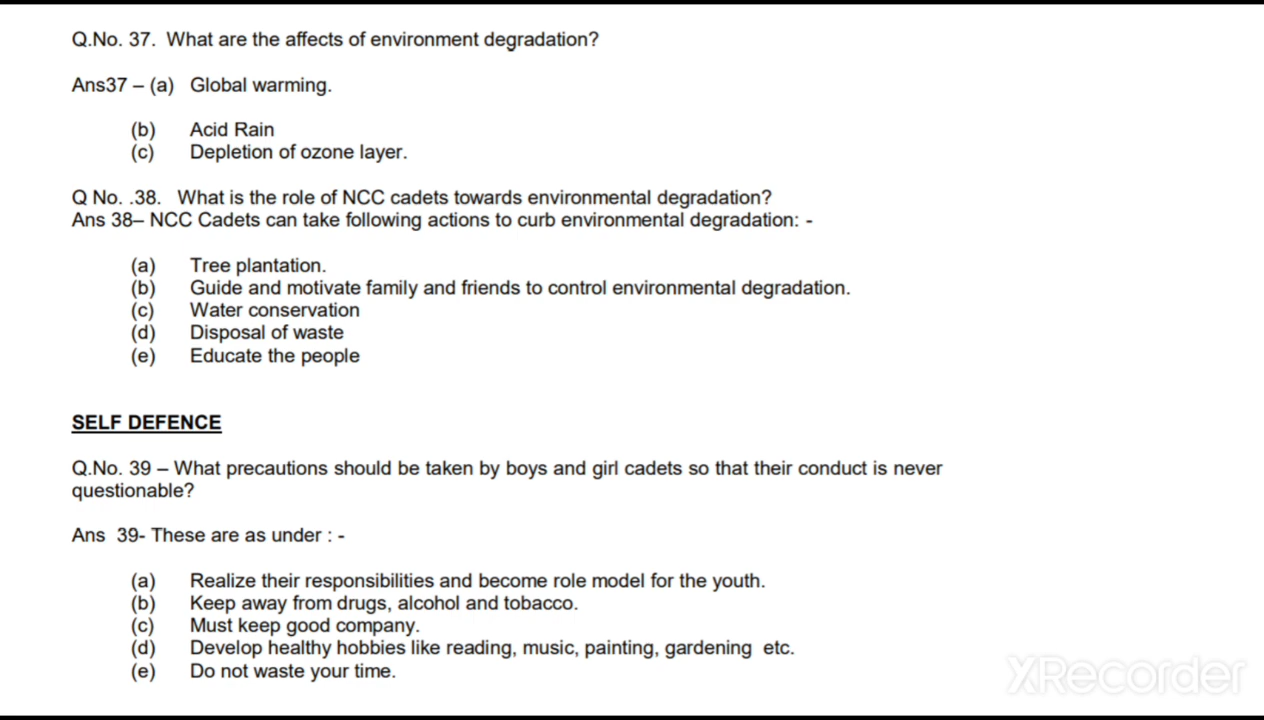 Q.No. 37. What are the affects of environment degradation?
Ans37 – (a) Global warming.
(b) Acid Rain
(c) Depletion of ozone layer.
Q No. .38. What is the role of NCC cadets towards environmental degradation?
Ans 38– NCC Cadets can take following actions to curb environmental degradation: -
(a) Tree plantation.
(b) Guide and motivate family and friends to control environmental degradation.
(c) Water conservation
(d) Disposal of waste
(e) Educate the people
SELF DEFENCE
Q.No. 39 – What precautions should be taken by boys and girl cadets so that their conduct is never
questionable?
Ans 39- These are as under : -
(a) Realize their responsibilities and become role model for the youth.
(b) Keep away from drugs, alcohol and tobacco.
(c) Must keep good company.
(d) Develop healthy hobbies like reading, music, painting, gardening etc.
(e) Do not waste your time.
XRecorder